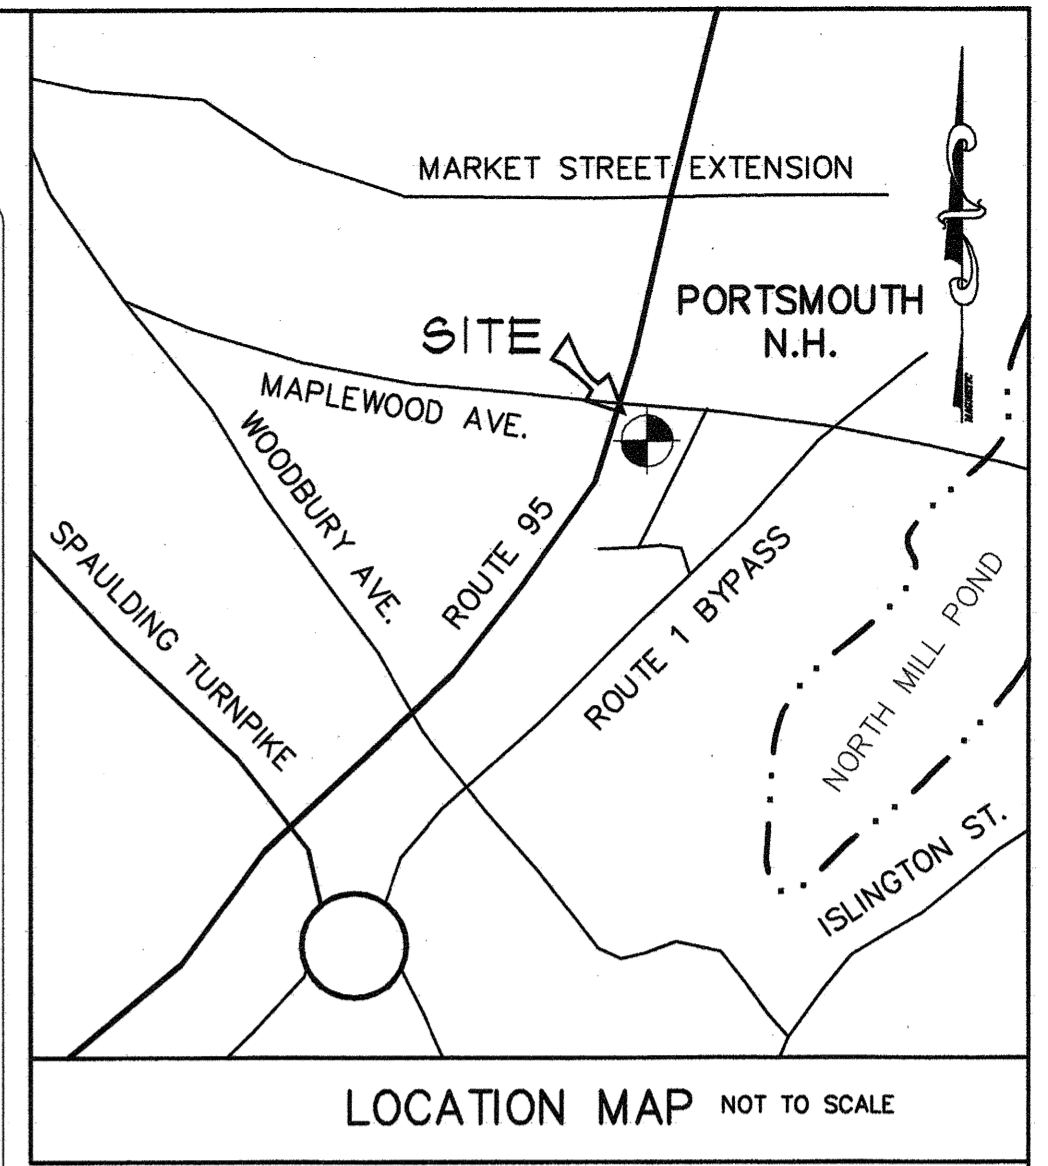 MARKET STREET EXTENSION
PORTSMOUTH
N.H.
SITE
MAPLEWOOD AVE.
WOODBURY AVE.
ROUTE 95
SPAULDING TURNPIKE
ROUTE 1 BYPASS
NORTH MILL POND
ISLINGTON ST.
MAGNETIC
LOCATION MAP NOT TO SCALE